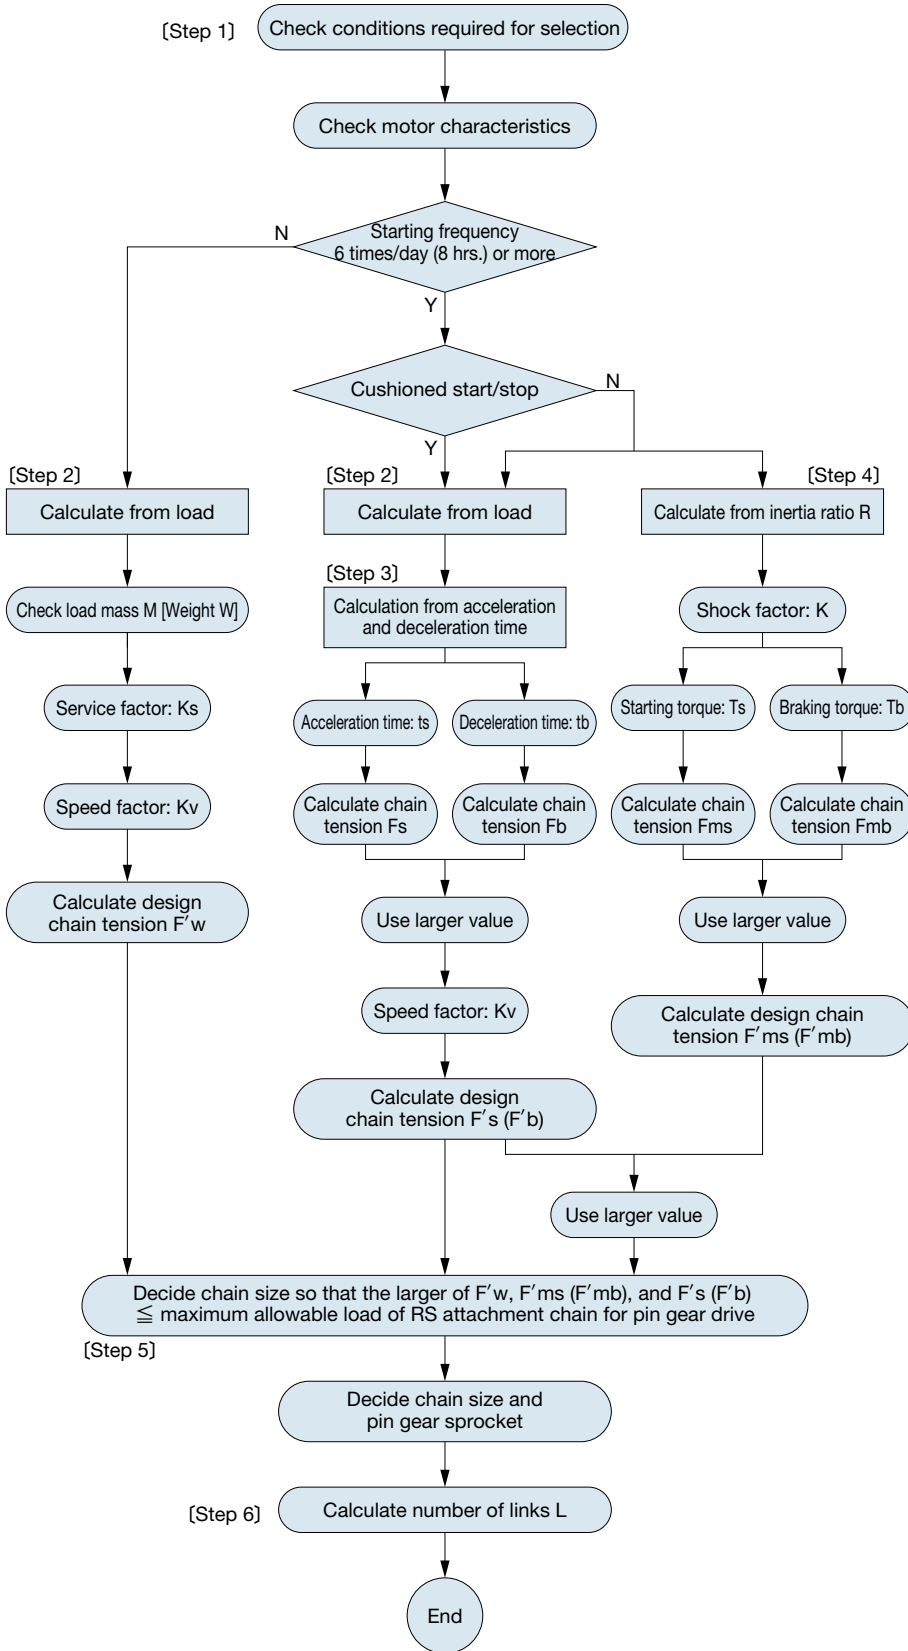 [Step 1]
Check conditions required for selection
Check motor characteristics
Starting frequency
6 times/day (8 hrs.) or more
N
Y
Cushioned start/stop
N
Y
[Step 2]
Calculate from load
Check load mass M [Weight W]
Service factor: Ks
Speed factor: Kv
Calculate design
chain tension F′w
[Step 2]
Calculate from load
[Step 3]
Calculation from acceleration
and deceleration time
Acceleration time: ts
Deceleration time: tb
Calculate chain
tension Fs
Calculate chain
tension Fb
Use larger value
Speed factor: Kv
Calculate design
chain tension F′s (F′b)
[Step 4]
Calculate from inertia ratio R
Shock factor: K
Starting torque: Ts
Braking torque: Tb
Calculate chain
tension Fms
Calculate chain
tension Fmb
Use larger value
Calculate design chain
tension F′ms (F′mb)
Use larger value
Decide chain size so that the larger of F′w, F′ms (F′mb), and F′s (F′b)
≦ maximum allowable load of RS attachment chain for pin gear drive
[Step 5]
Decide chain size and
pin gear sprocket
[Step 6]
Calculate number of links L
End